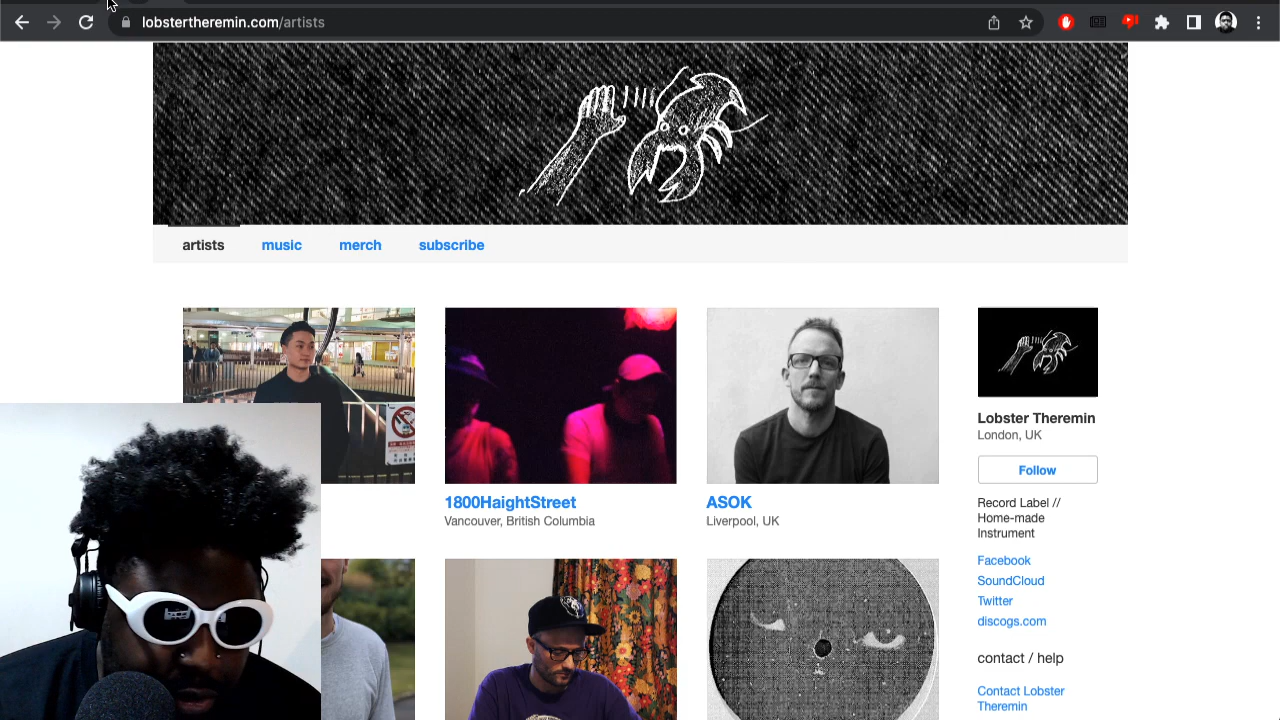 lobstertheremin.com/artists
artists music merch subscribe
1800HaightStreet
Vancouver, British Columbia
ASOK
Liverpool, UK
Lobster Theremin
London, UK
Follow
Record Label //
Home-made
Instrument
Facebook
SoundCloud
Twitter
discogs.com
contact / help
Contact Lobster
Theremin